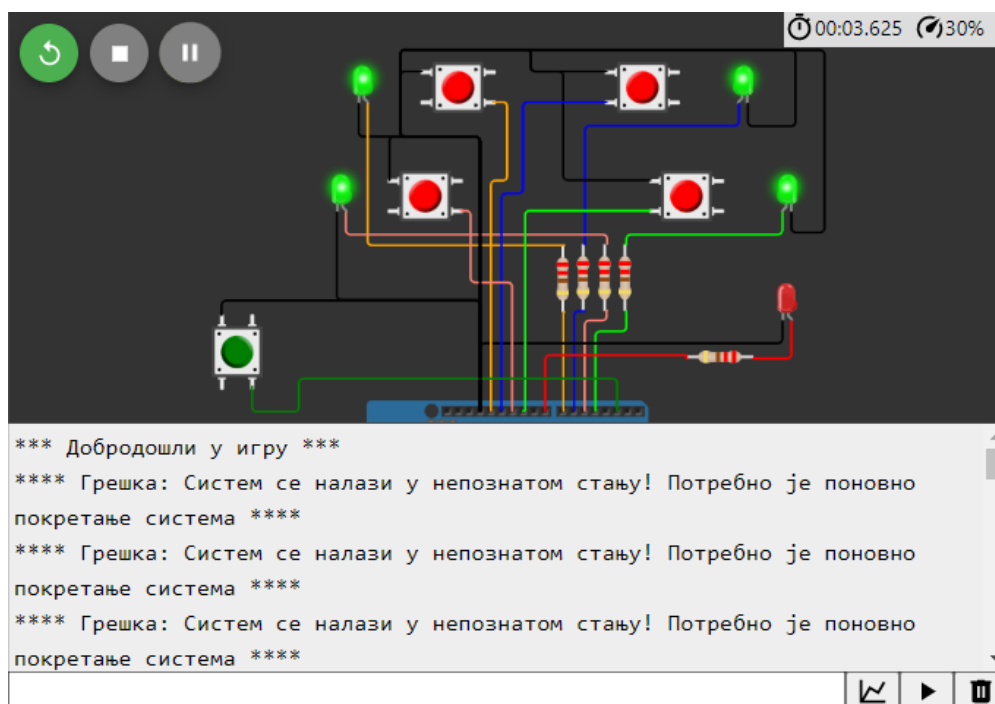 00:03.625 30%
*** Добродошли у игру ***
**** Грешка: Систем се налази у непознатом стању! Потребно је поновно
покретање система ****
**** Грешка: Систем се налази у непознатом стању! Потребно је поновно
покретање система ****
**** Грешка: Систем се налази у непознатом стању! Потребно је поновно
покретање система ****